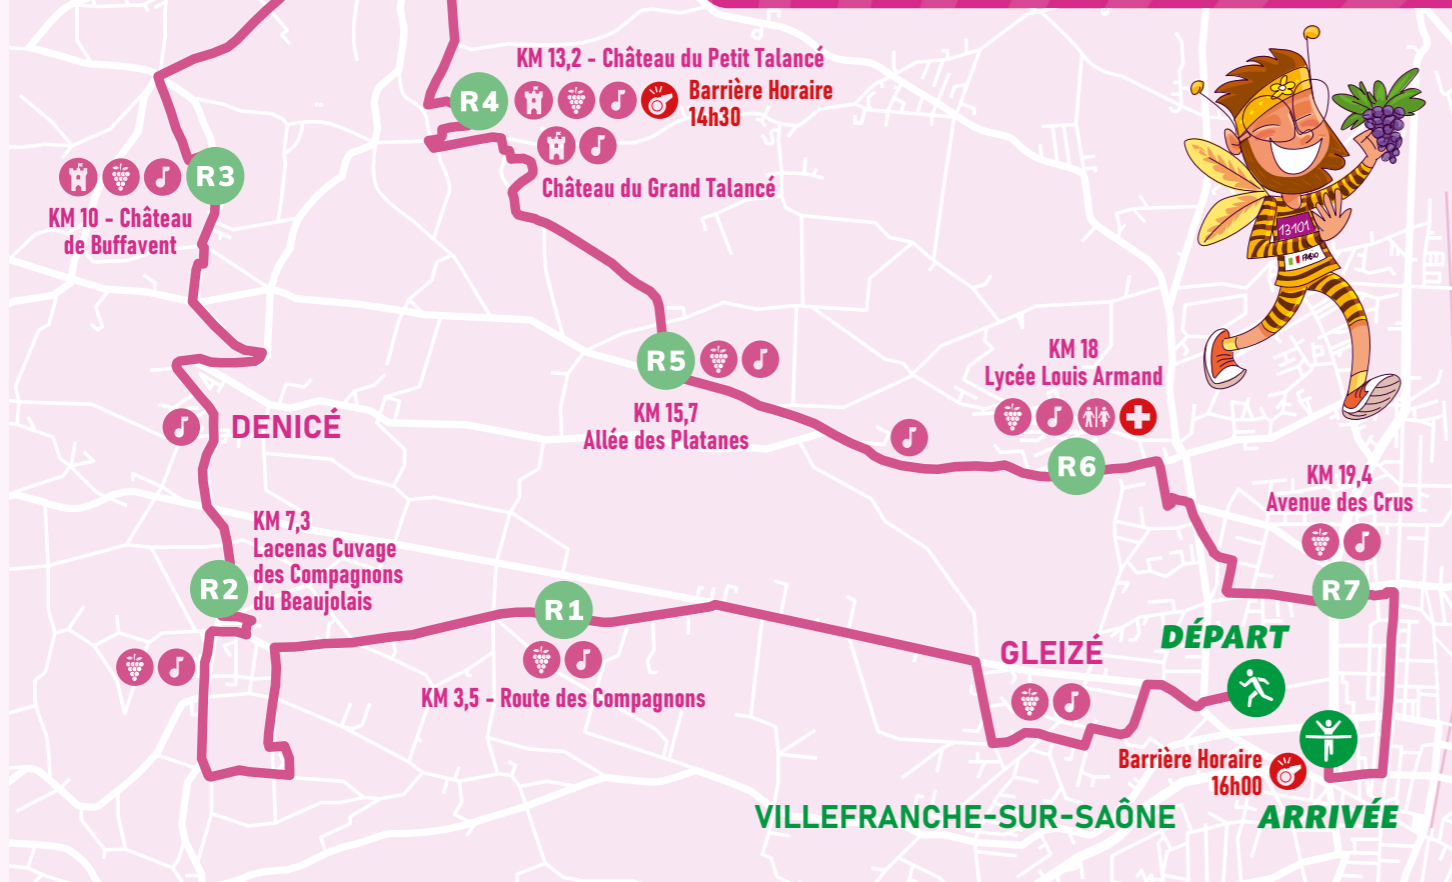 KM 13,2 - Château du Petit Talancé
R4
Barrière Horaire
14h30
Château du Grand Talancé
R3
KM 10 - Château
de Buffavent
13101
R5
KM 15,7
Allée des Platanes
KM 18
Lycée Louis Armand
R6
DENICÉ
KM 19,4
Avenue des Crus
R7
KM 7,3
Lacenas Cuvage
des Compagnons
du Beaujolais
R2
R1
KM 3,5 - Route des Compagnons
GLEIZÉ
DÉPART
Barrière Horaire
16h00
VILLEFRANCHE-SUR-SAÔNE
ARRIVÉE